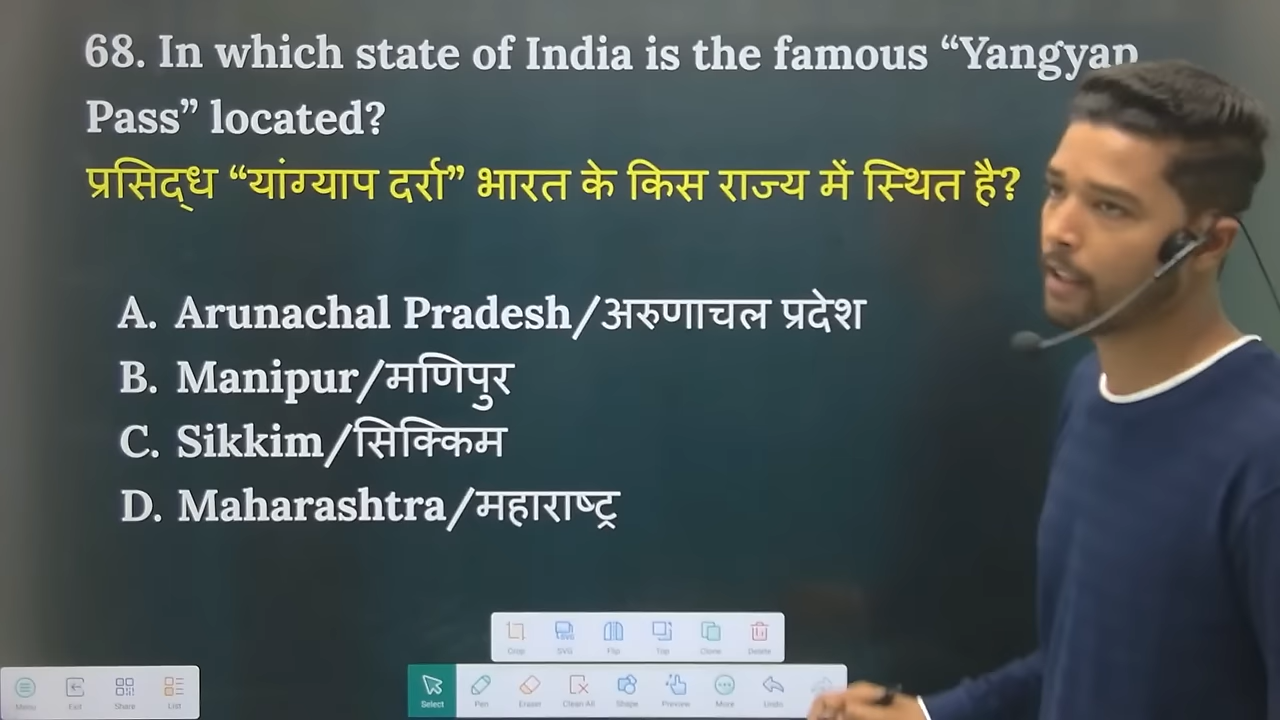 68. In which state of India is the famous “Yangyap
Pass” located?
प्रसिद्ध “यांग्याप दर्रा” भारत के किस राज्य में स्थित है?
A. Arunachal Pradesh/अरुणाचल प्रदेश
B. Manipur/मणिपुर
C. Sikkim/सिक्किम
D. Maharashtra/महाराष्ट्र
Crop SVG Flip Top Clone Delete
Menu Exit Share List Select Pen Eraser Clean All Shape Preview More Undo